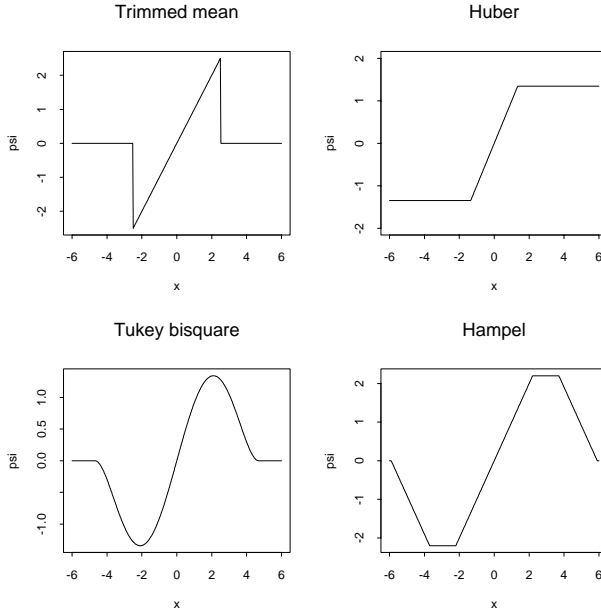 Trimmed mean
psi
-2 -1 0 1 2
-6 -4 -2 0 2 4 6
x
Huber
psi
-2 -1 0 1 2
-6 -4 -2 0 2 4 6
x
Tukey bisquare
psi
-1.0 0.0 0.5 1.0
-6 -4 -2 0 2 4 6
x
Hampel
psi
-2 -1 0 1 2
-6 -4 -2 0 2 4 6
x